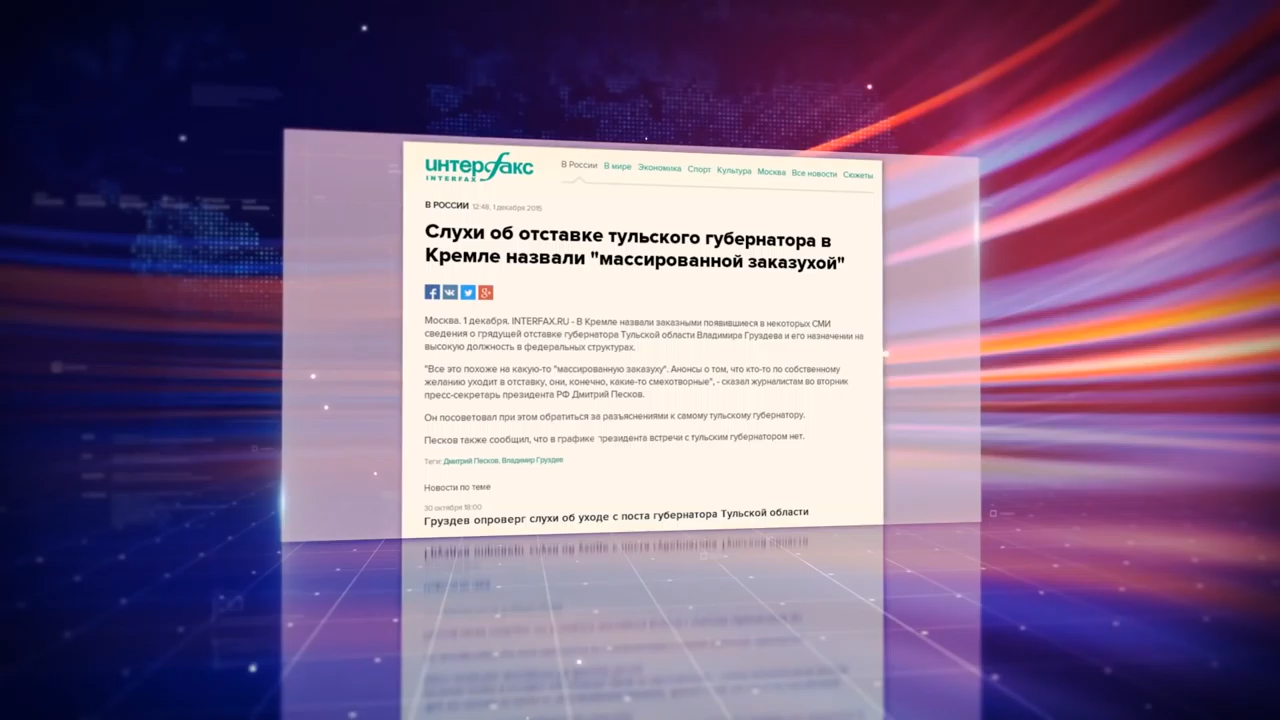 интерфакс
INTERFAX
В России В мире Экономика Спорт Культура Москва Все новости Сюжеты
В РОССИИ 12:48, 1 декабря 2015
Слухи об отставке тульского губернатора в
Кремле назвали "массированной заказухой"
Москва. 1 декабря. INTERFAX.RU - В Кремле назвали заказными появившиеся в некоторых СМИ
сведения о грядущей отставке губернатора Тульской области Владимира Груздева и его назначении на
высокую должность в федеральных структурах.
"Все это похоже на какую-то "массированную заказуху". Анонсы о том, что кто-то по собственному
желанию уходит в отставку, они, конечно, какие-то смехотворные", - сказал журналистам во вторник
пресс-секретарь президента РФ Дмитрий Песков.
Он посоветовал при этом обратиться за разъяснениями к самому тульскому губернатору.
Песков также сообщил, что в графике президента встречи с тульским губернатором нет.
Теги: Дмитрий Песков, Владимир Груздев
Новости по теме
30 октября 18:00
Груздев опроверг слухи об уходе с поста губернатора Тульской области